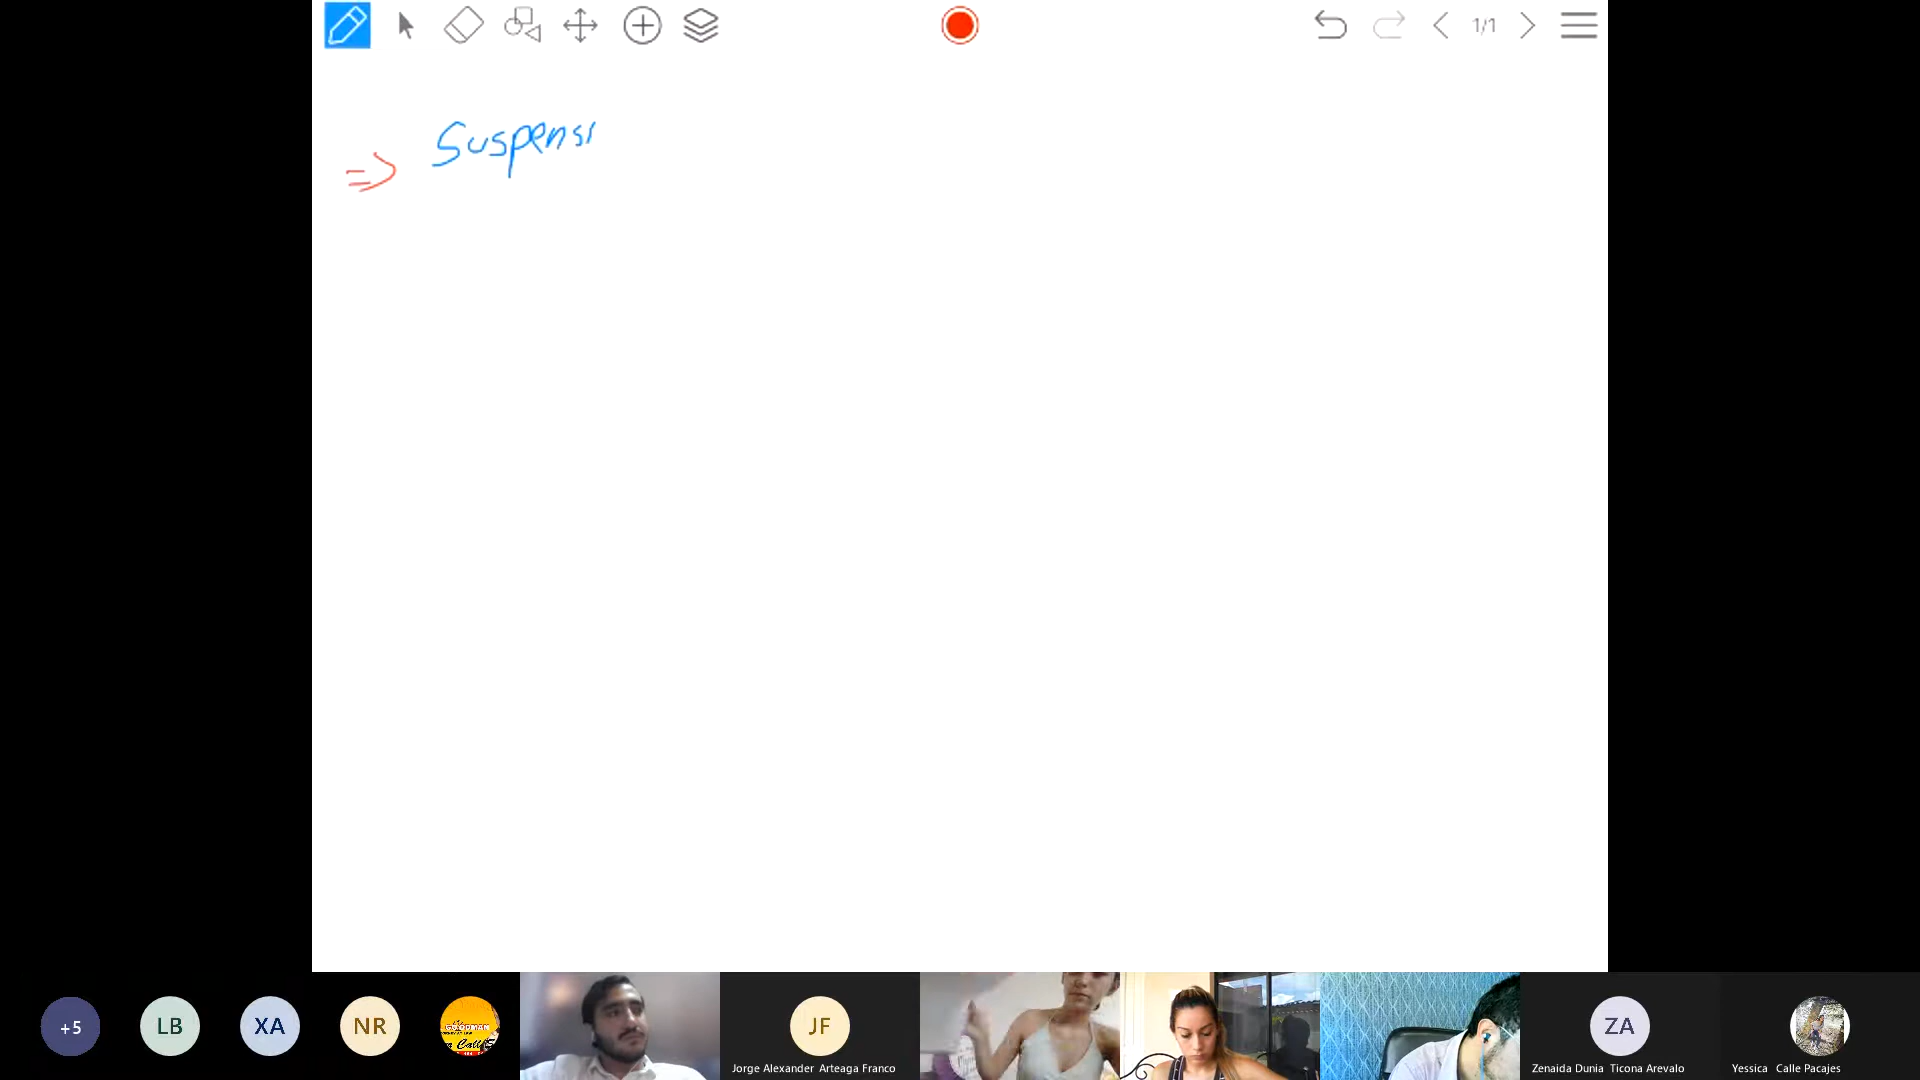 1/1
=> Suspensi
+5
LB
XA
NR
GOODMAN
JF
ZA
Jorge Alexander Arteaga Franco
Zenaida Dunia Ticona Arevalo
Yessica Calle Pacajes